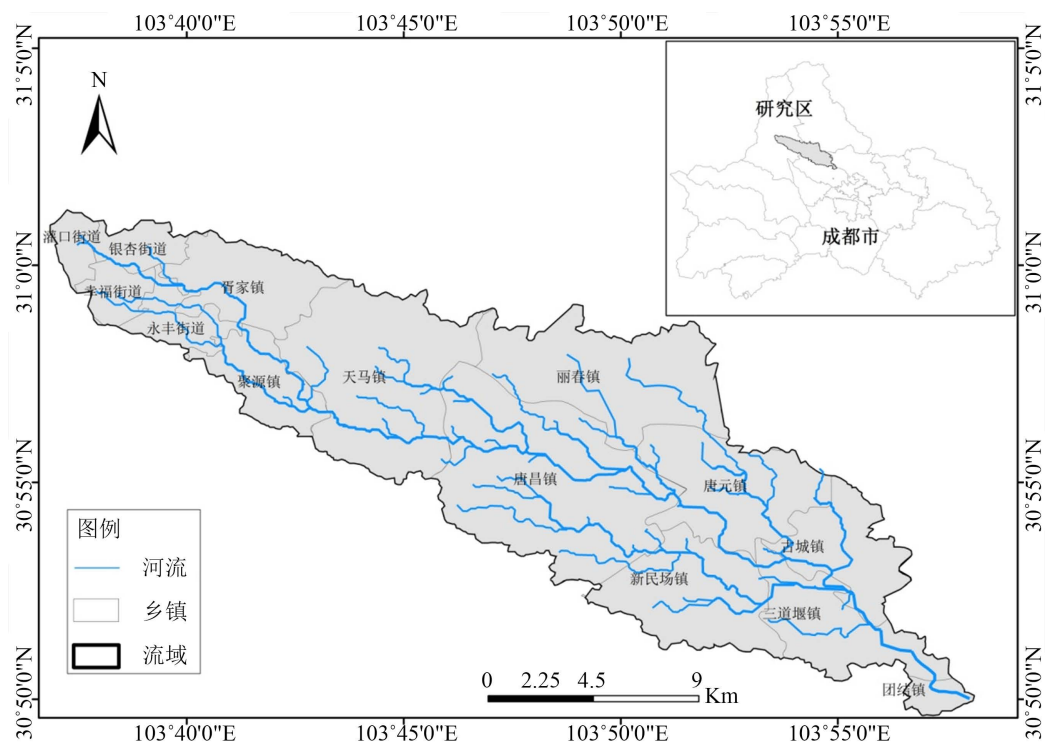 103°40'0"E 103°45'0"E 103°50'0"E 103°55'0"E
31°5'0"N
31°5'0"N
N
研究区
成都市
灌口街道
银杏街道
31°0'0"N
31°0'0"N
幸福街道
胥家镇
永丰街道
聚源镇
天马镇
丽春镇
30°55'0"N
30°55'0"N
唐昌镇
唐元镇
古城镇
新民场镇
三道堰镇
团结镇
图例
河流
乡镇
流域
0 2.25 4.5 9
Km
30°50'0"N
30°50'0"N
103°40'0"E 103°45'0"E 103°50'0"E 103°55'0"E